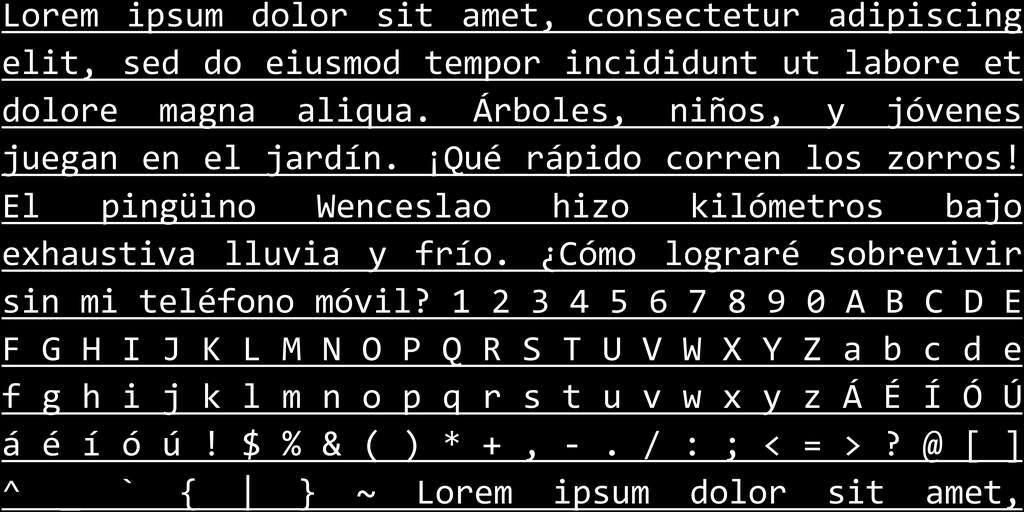 Lorem ipsum dolor sit amet, consectetur adipiscing
elit, sed do eiusmod tempor incididunt ut labore et
dolore magna aliqua. Árboles, niños, y jóvenes
juegan en el jardín. ¡Qué rápido corren los zorros!
El pingüino Wenceslao hizo kilómetros bajo
exhaustiva lluvia y frío. ¿Cómo lograré sobrevivir
sin mi teléfono móvil? 1 2 3 4 5 6 7 8 9 0 A B C D E
F G H I J K L M N O P Q R S T U V W X Y Z a b c d e
f g h i j k l m n o p q r s t u v w x y z Á É Í Ó Ú
á é í ó ú ! $ % & ( ) * + , - . / : ; < = > ? @ [ ]
^ _ ` { | } ~ Lorem ipsum dolor sit amet,